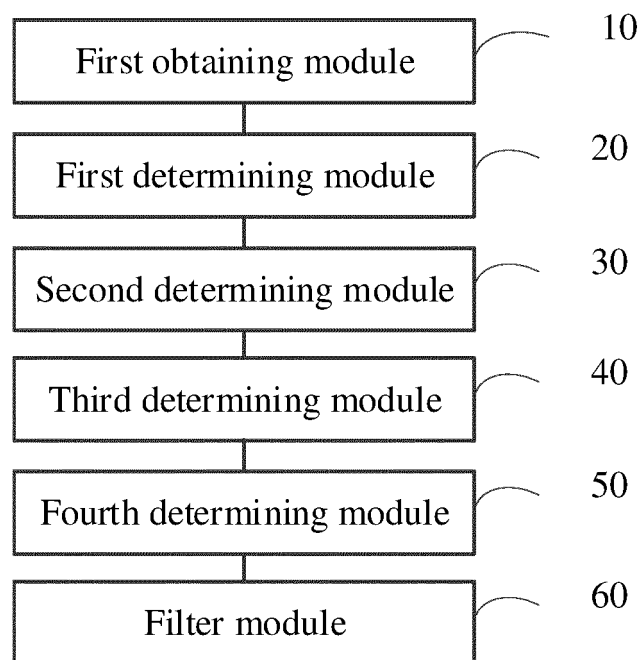 First obtaining module 10
First determining module 20
Second determining module 30
Third determining module 40
Fourth determining module 50
Filter module 60